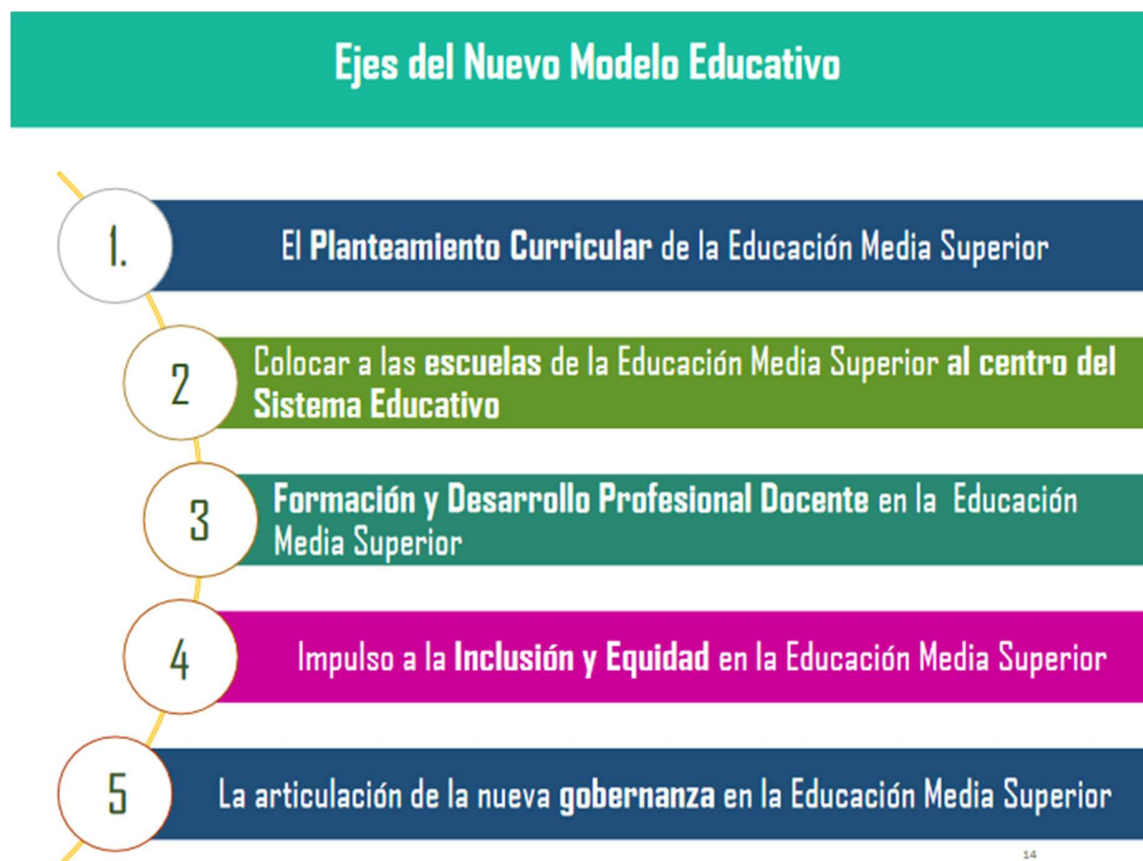 Ejes del Nuevo Modelo Educativo
1.
El Planteamiento Curricular de la Educación Media Superior
2
Colocar a las escuelas de la Educación Media Superior al centro del
Sistema Educativo
3
Formación y Desarrollo Profesional Docente en la Educación
Media Superior
4
Impulso a la Inclusión y Equidad en la Educación Media Superior
5
La articulación de la nueva gobernanza en la Educación Media Superior
14